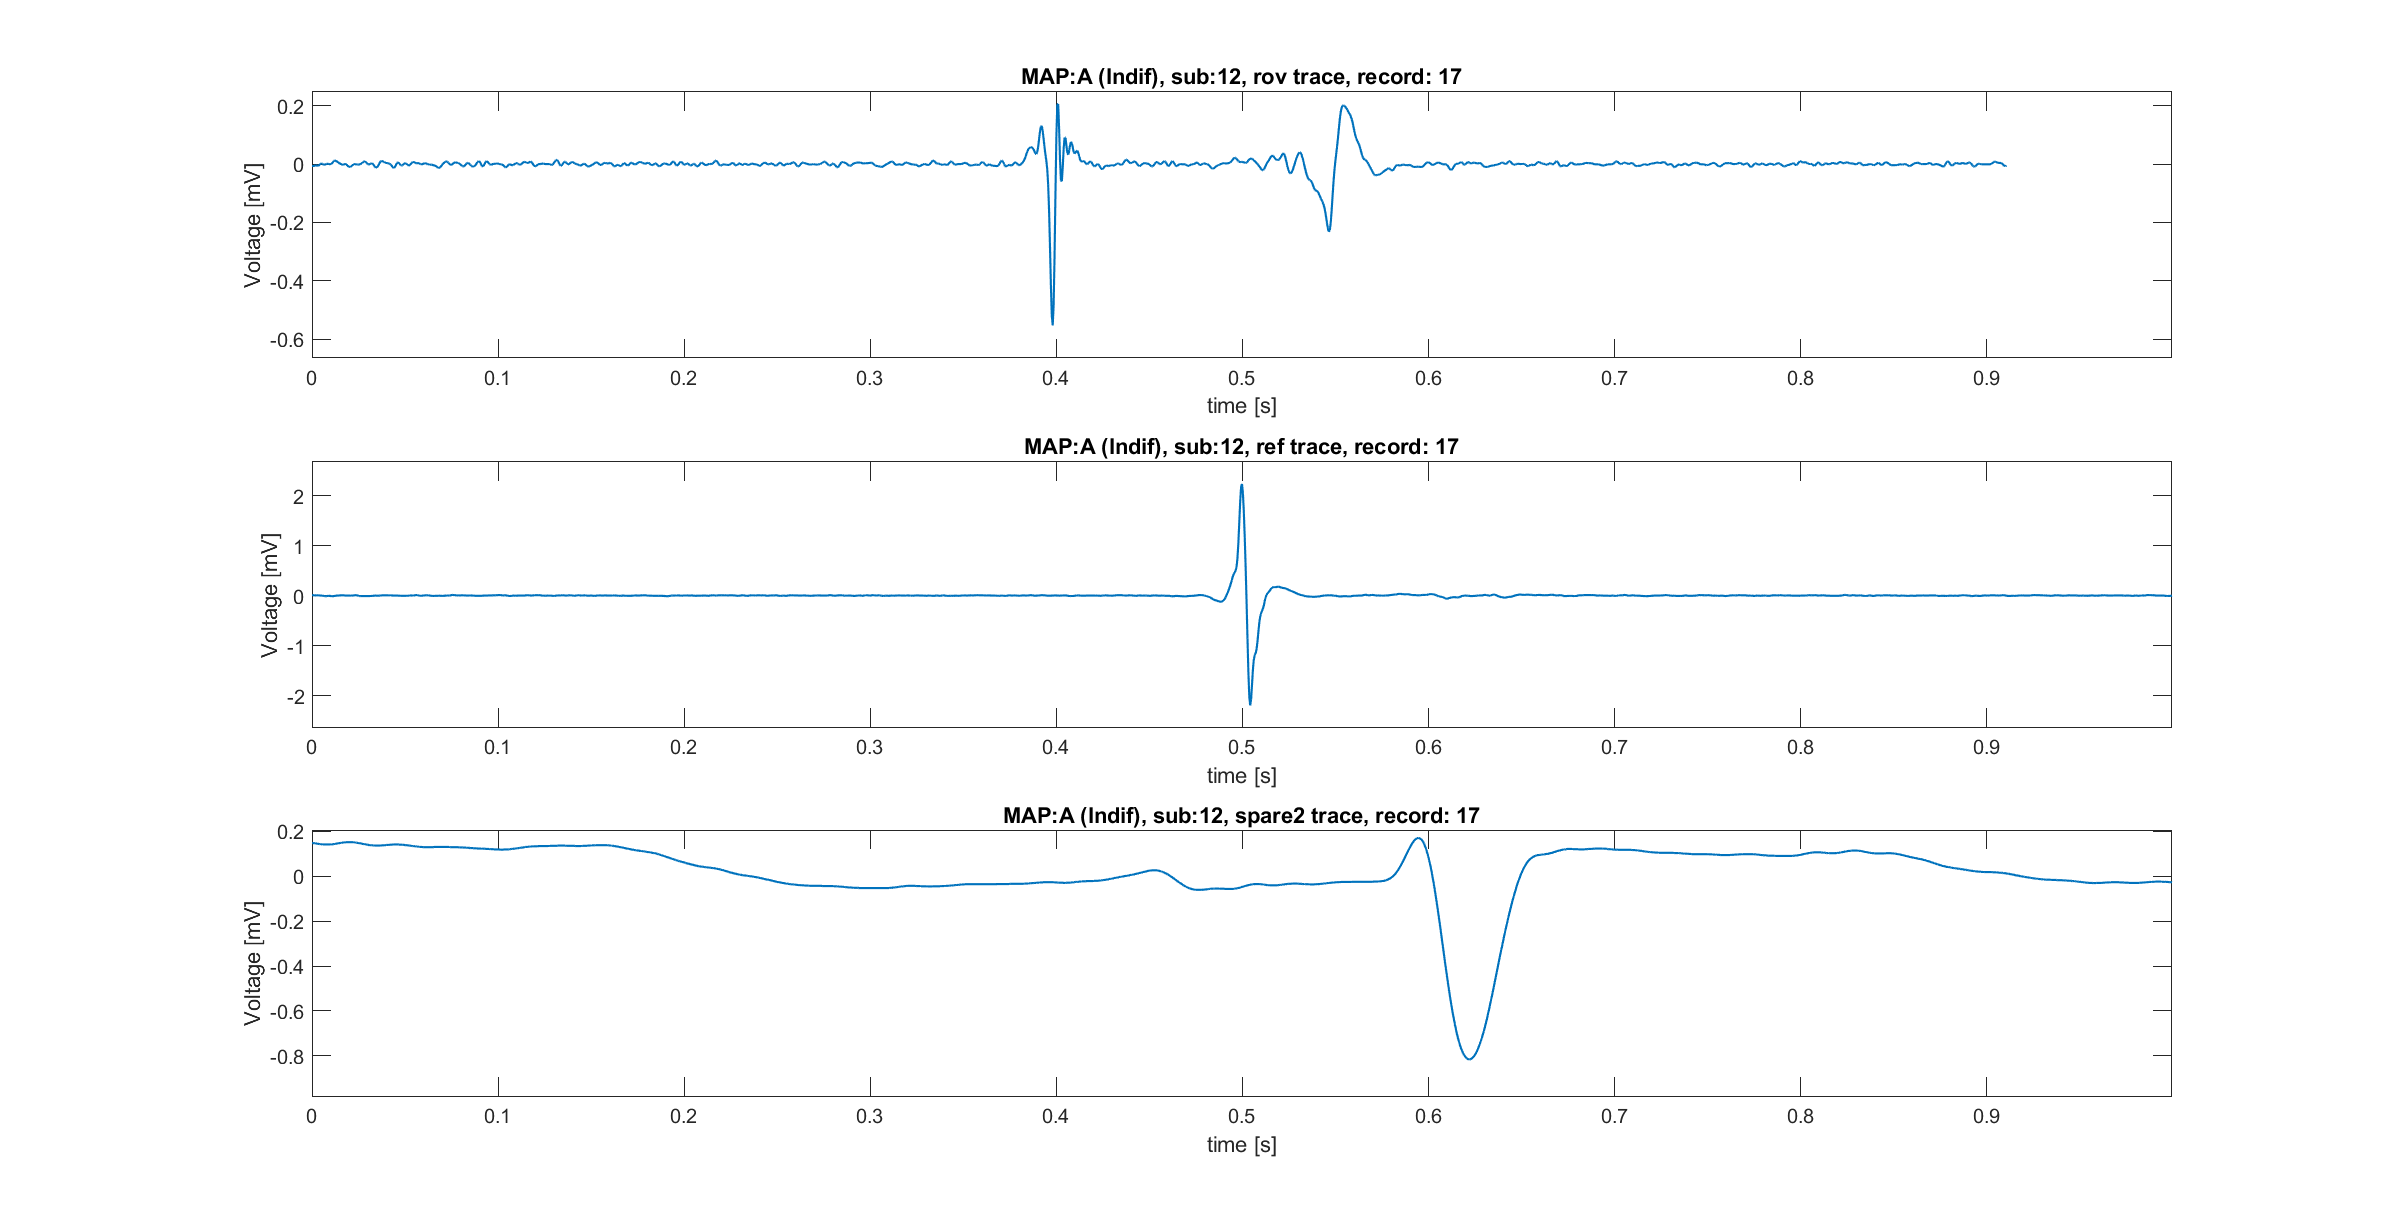 MAP:A (Indif), sub:12, rov trace, record: 17
0.2
0
-0.2
-0.4
-0.6
Voltage [mV]
0 0.1 0.2 0.3 0.4 0.5 0.6 0.7 0.8 0.9
time [s]
MAP:A (Indif), sub:12, ref trace, record: 17
2
1
0
-1
-2
Voltage [mV]
0 0.1 0.2 0.3 0.4 0.5 0.6 0.7 0.8 0.9
time [s]
MAP:A (Indif), sub:12, spare2 trace, record: 17
0.2
0
-0.2
-0.4
-0.6
-0.8
Voltage [mV]
0 0.1 0.2 0.3 0.4 0.5 0.6 0.7 0.8 0.9
time [s]